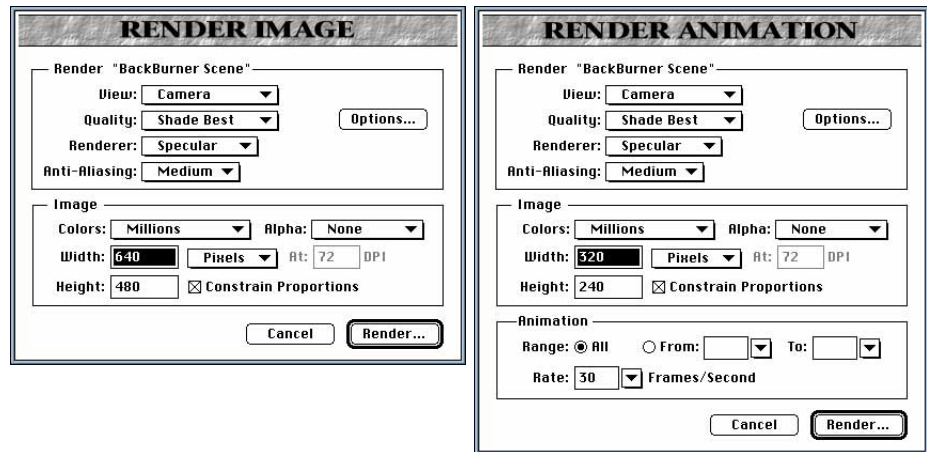 RENDER IMAGE
Render "BackBurner Scene"
View: Camera
Quality: Shade Best
Options...
Renderer: Specular
Anti-Aliasing: Medium
Image
Colors: Millions Alpha: None
Width: 640 Pixels At: 72 DPI
Height: 480 Constrain Proportions
Cancel Render...
RENDER ANIMATION
Render "BackBurner Scene"
View: Camera
Quality: Shade Best
Options...
Renderer: Specular
Anti-Aliasing: Medium
Image
Colors: Millions Alpha: None
Width: 320 Pixels At: 72 DPI
Height: 240 Constrain Proportions
Animation
Range: All From: To:
Rate: 30 Frames/Second
Cancel Render...